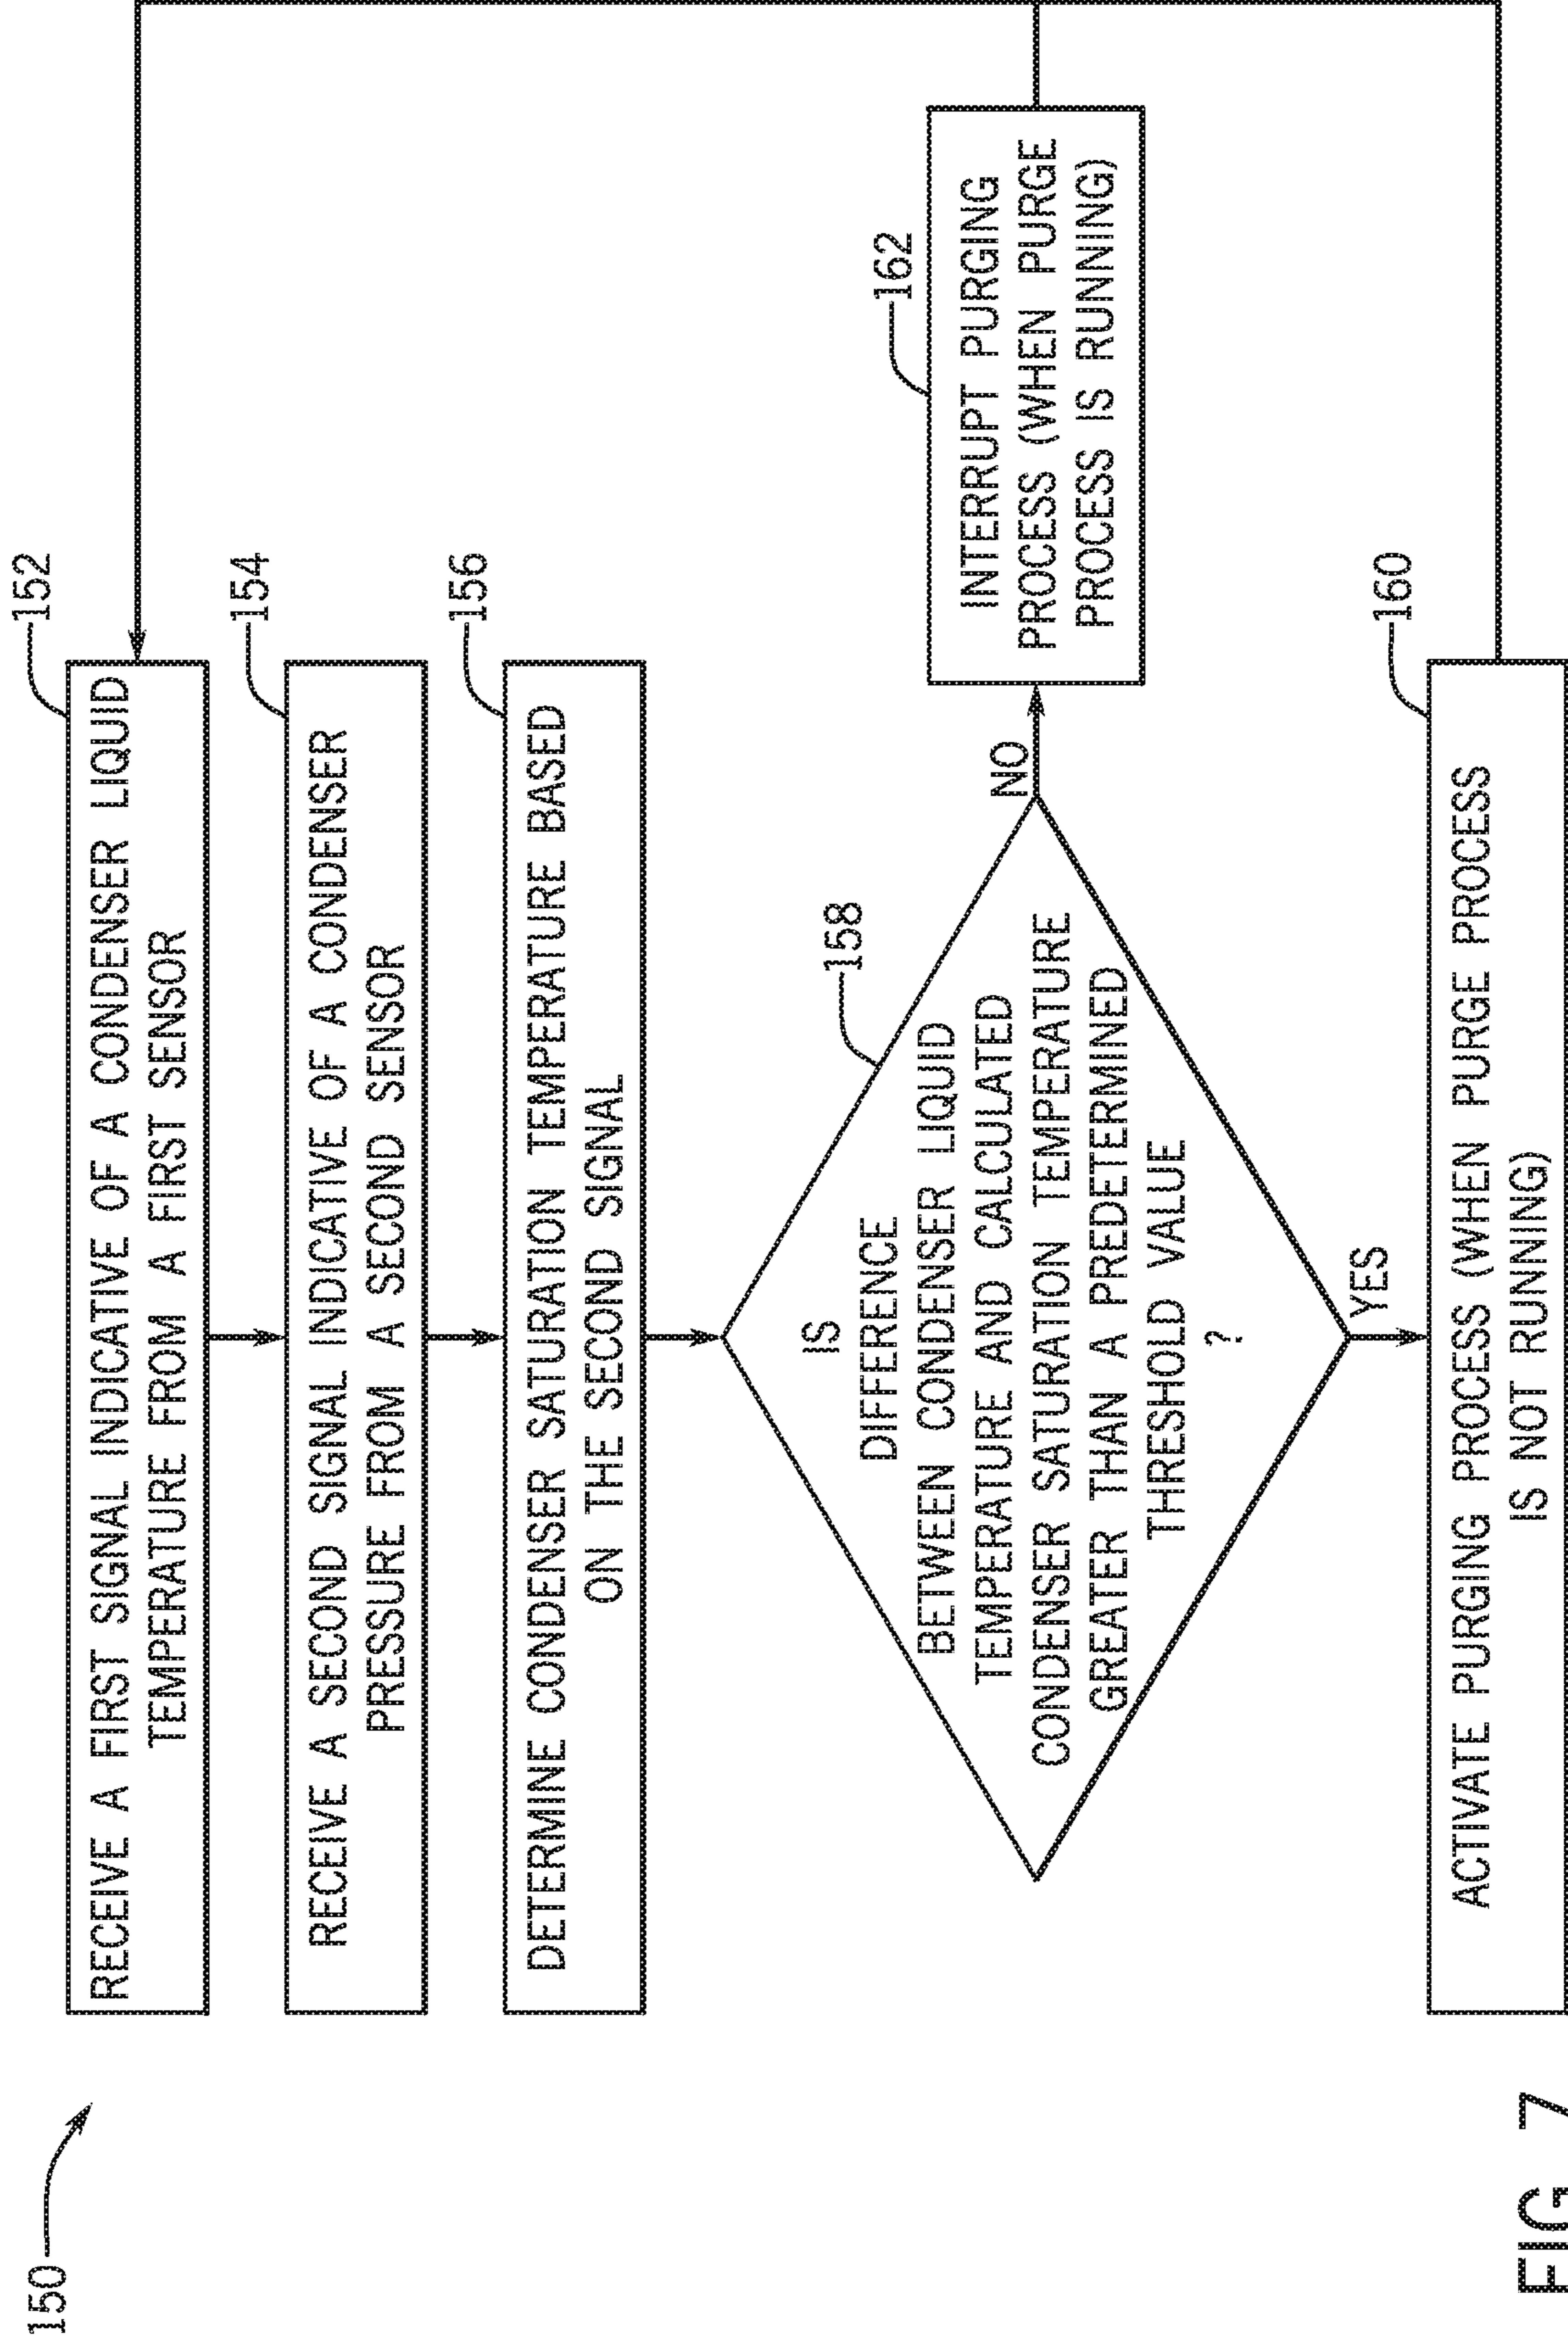 150
152
RECEIVE A FIRST SIGNAL INDICATIVE OF A CONDENSER LIQUID
TEMPERATURE FROM A FIRST SENSOR
154
RECEIVE A SECOND SIGNAL INDICATIVE OF A CONDENSER
PRESSURE FROM A SECOND SENSOR
156
DETERMINE CONDENSER SATURATION TEMPERATURE BASED
ON THE SECOND SIGNAL
158
IS
DIFFERENCE
BETWEEN CONDENSER LIQUID
TEMPERATURE AND CALCULATED
CONDENSER SATURATION TEMPERATURE
GREATER THAN A PREDETERMINED
THRESHOLD VALUE
?
NO
162
INTERRUPT PURGING
PROCESS (WHEN PURGE
PROCESS IS RUNNING)
YES
160
ACTIVATE PURGING PROCESS (WHEN PURGE PROCESS
IS NOT RUNNING)
FIG 7